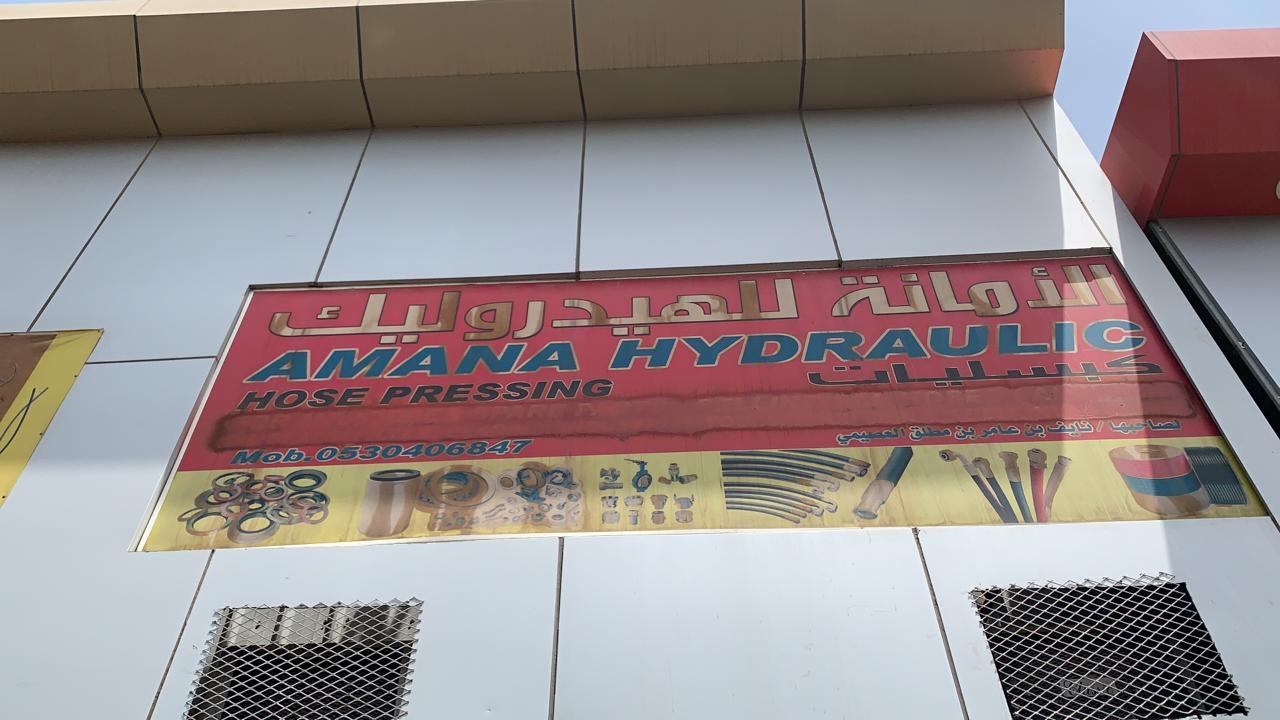 الأمانة للهيدروليك
AMANA HYDRAULIC
كبسليات
HOSE PRESSING
لصاحبها / نايف بن عامر بن مطلق العصيمي
Mob.0530406847